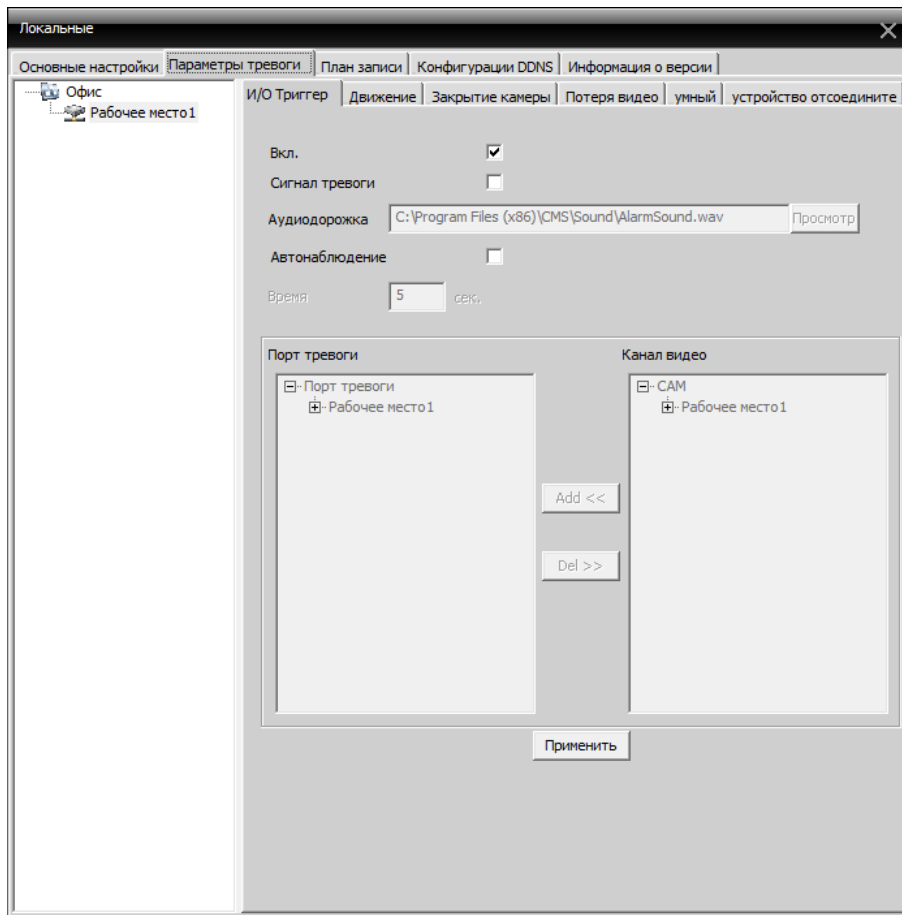 Локальные
Основные настройки Параметры тревоги План записи Конфигурации DDNS Информация о версии
Офис
Рабочее место1
И/О Триггер Движение Закрытие камеры Потеря видео умный устройство отсоедините
Вкл.
Сигнал тревоги
Аудиодорожка C:\Program Files (x86)\CMS\Sound\AlarmSound.wav Просмотр
Автонаблюдение
Время 5 сек.
Порт тревоги Канал видео
Порт тревоги CAM
Рабочее место1 Рабочее место1
Add <<
Del >>
Применить